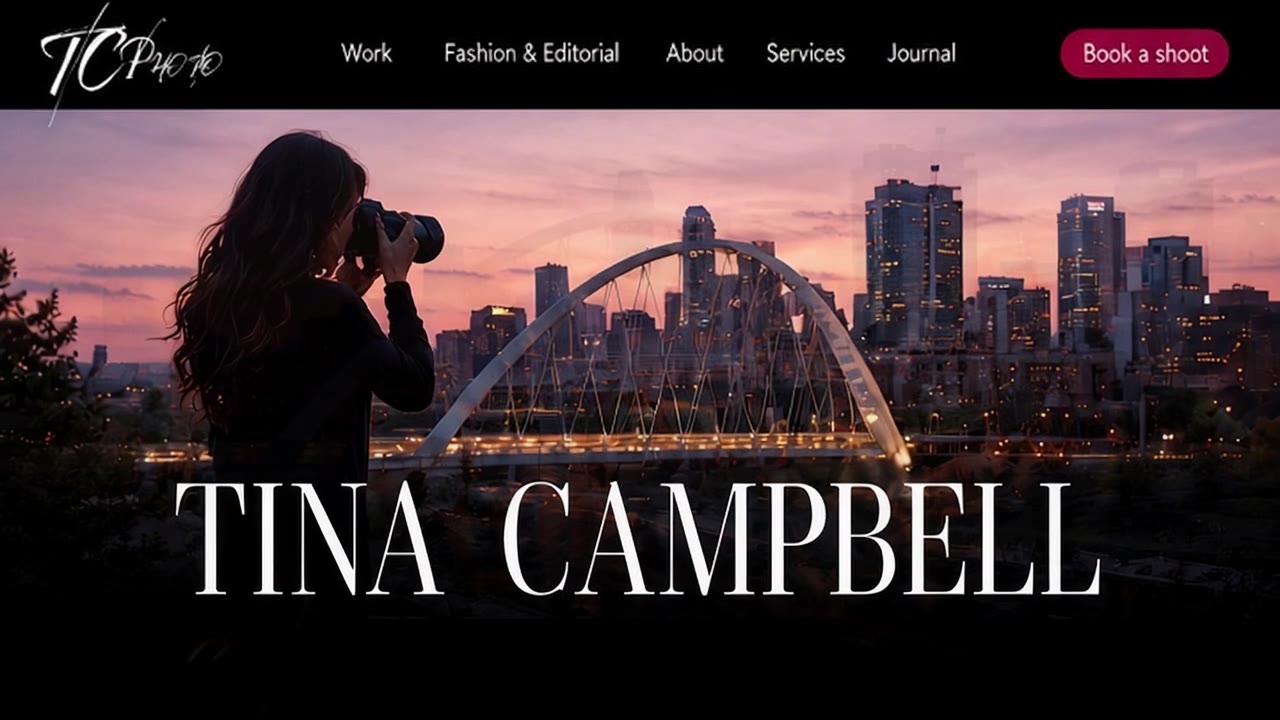 TCPHOTO
Work
Fashion & Editorial
About
Services
Journal
Book a shoot
TINA CAMPBELL